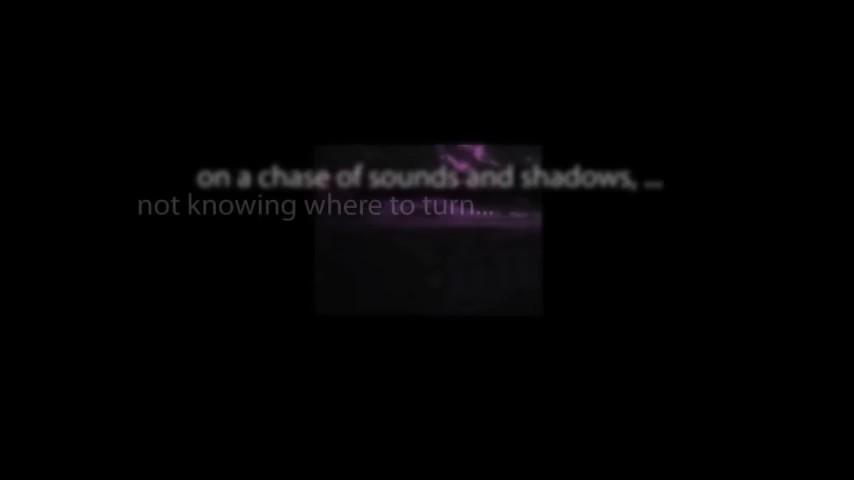 on a chase of sounds and shadows, ...
not knowing where to turn...